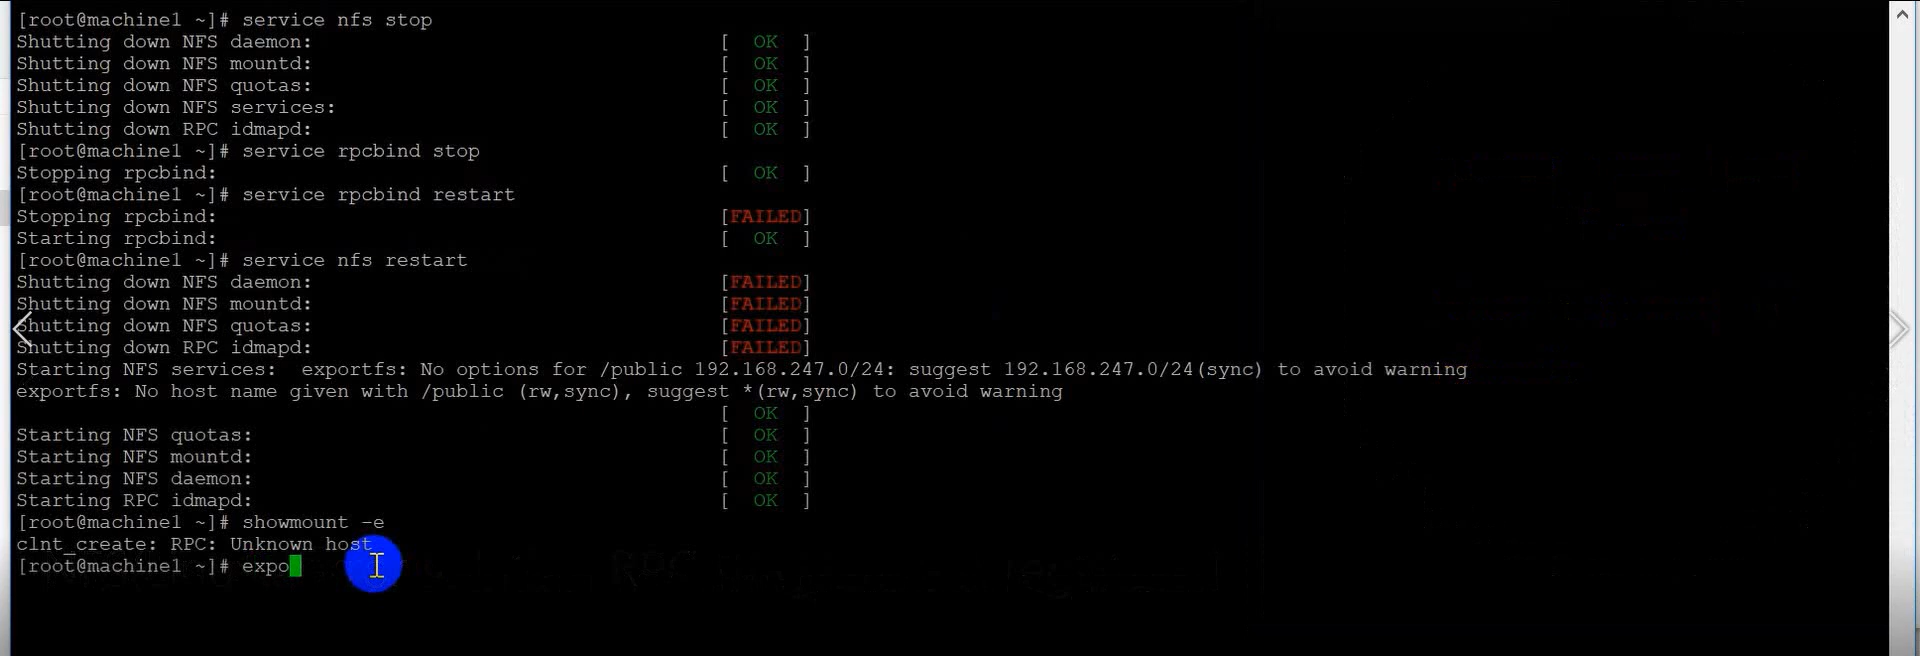 [root@machine1 ~]# service nfs stop
Shutting down NFS daemon: [ OK ]
Shutting down NFS mountd: [ OK ]
Shutting down NFS quotas: [ OK ]
Shutting down NFS services: [ OK ]
Shutting down RPC idmapd: [ OK ]
[root@machine1 ~]# service rpcbind stop
Stopping rpcbind: [ OK ]
[root@machine1 ~]# service rpcbind restart
Stopping rpcbind: [FAILED]
Starting rpcbind: [ OK ]
[root@machine1 ~]# service nfs restart
Shutting down NFS daemon: [FAILED]
Shutting down NFS mountd: [FAILED]
Shutting down NFS quotas: [FAILED]
Shutting down RPC idmapd: [FAILED]
Starting NFS services:  exportfs: No options for /public 192.168.247.0/24: suggest 192.168.247.0/24(sync) to avoid warning
exportfs: No host name given with /public (rw,sync), suggest *(rw,sync) to avoid warning
[ OK ]
Starting NFS quotas: [ OK ]
Starting NFS mountd: [ OK ]
Starting NFS daemon: [ OK ]
Starting RPC idmapd: [ OK ]
[root@machine1 ~]# showmount -e
clnt_create: RPC: Unknown host
[root@machine1 ~]# expo